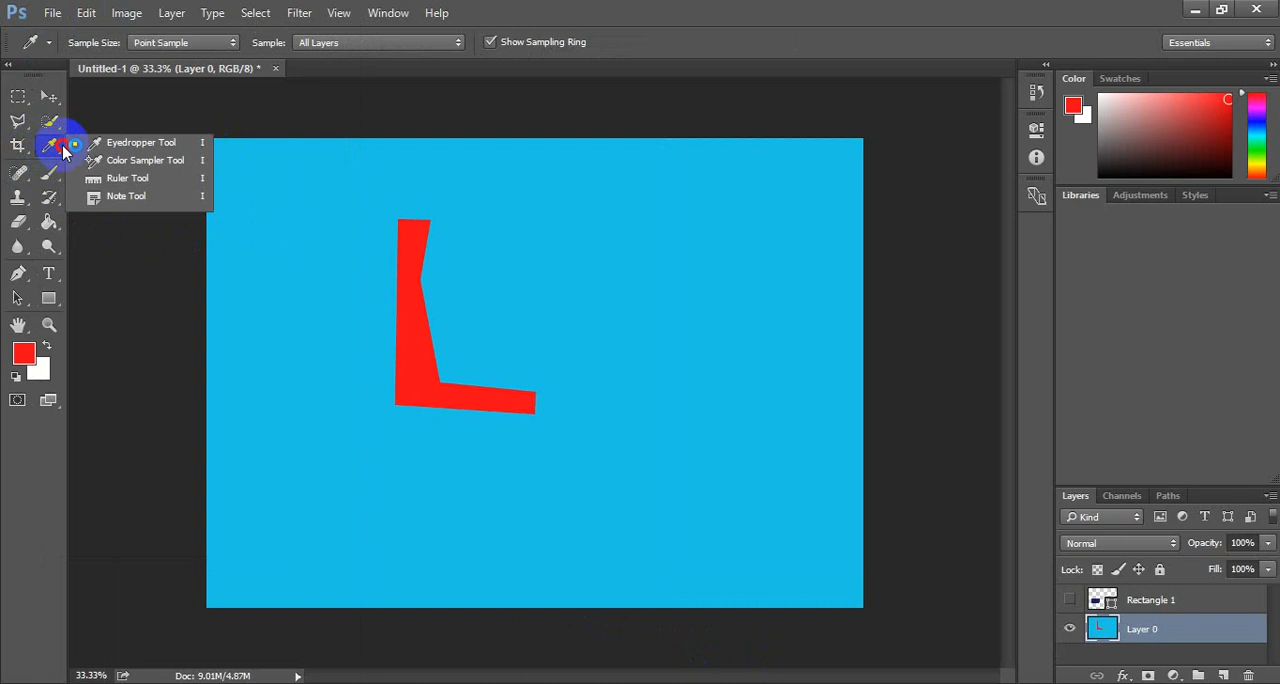 Ps File Edit Image Layer Type Select Filter View Window Help
Sample Size: Point Sample Sample: All Layers Show Sampling Ring Essentials
Untitled-1 @ 33.3% (Layer 0, RGB/8) *
Color Swatches
Eyedropper Tool I
Color Sampler Tool I
Ruler Tool I
Note Tool I
Libraries Adjustments Styles
T
Layers Channels Paths
Kind T
Normal Opacity: 100%
Lock: Fill: 100%
Rectangle 1
Layer 0
33.33% Doc: 9.01M/4.87M fx